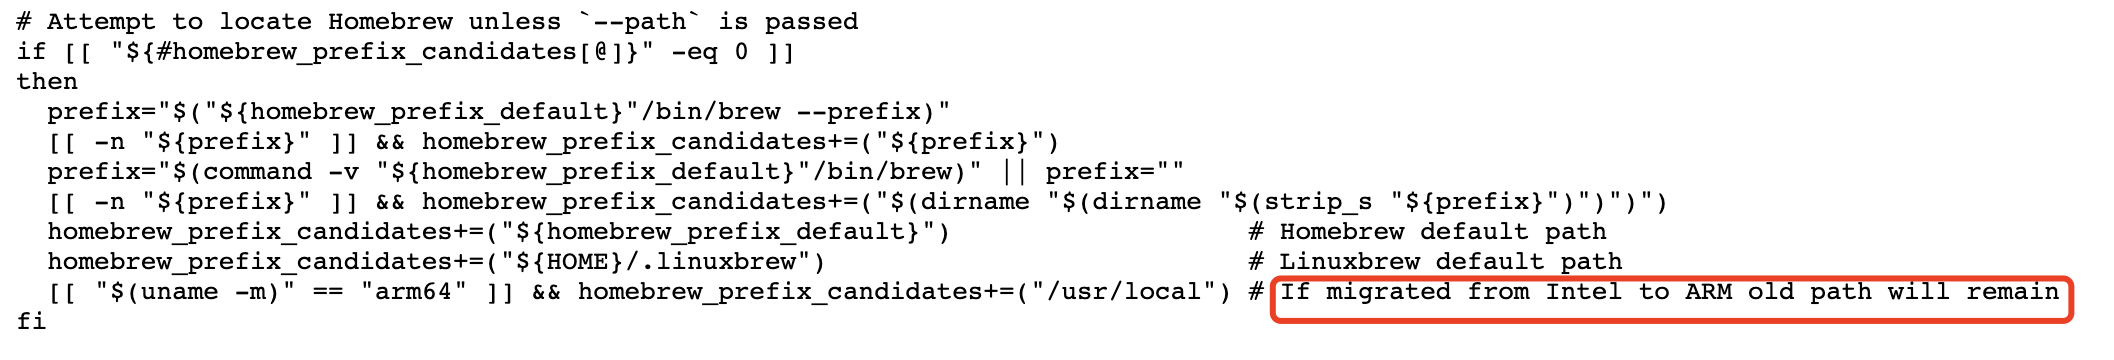 # Attempt to locate Homebrew unless `--path` is passed
if [[ "${#homebrew_prefix_candidates[@]}" -eq 0 ]]
then
  prefix="$("${homebrew_prefix_default}"/bin/brew --prefix)"
  [[ -n "${prefix}" ]] && homebrew_prefix_candidates+=("${prefix}")
  prefix="$(command -v "${homebrew_prefix_default}"/bin/brew)" || prefix=""
  [[ -n "${prefix}" ]] && homebrew_prefix_candidates+=("$(dirname "$(dirname "$(strip_s "${prefix}")")")")
  homebrew_prefix_candidates+=("${homebrew_prefix_default}")                   # Homebrew default path
  homebrew_prefix_candidates+=("${HOME}/.linuxbrew")                           # Linuxbrew default path
  [[ "$(uname -m)" == "arm64" ]] && homebrew_prefix_candidates+=("/usr/local") # If migrated from Intel to ARM old path will remain
fi